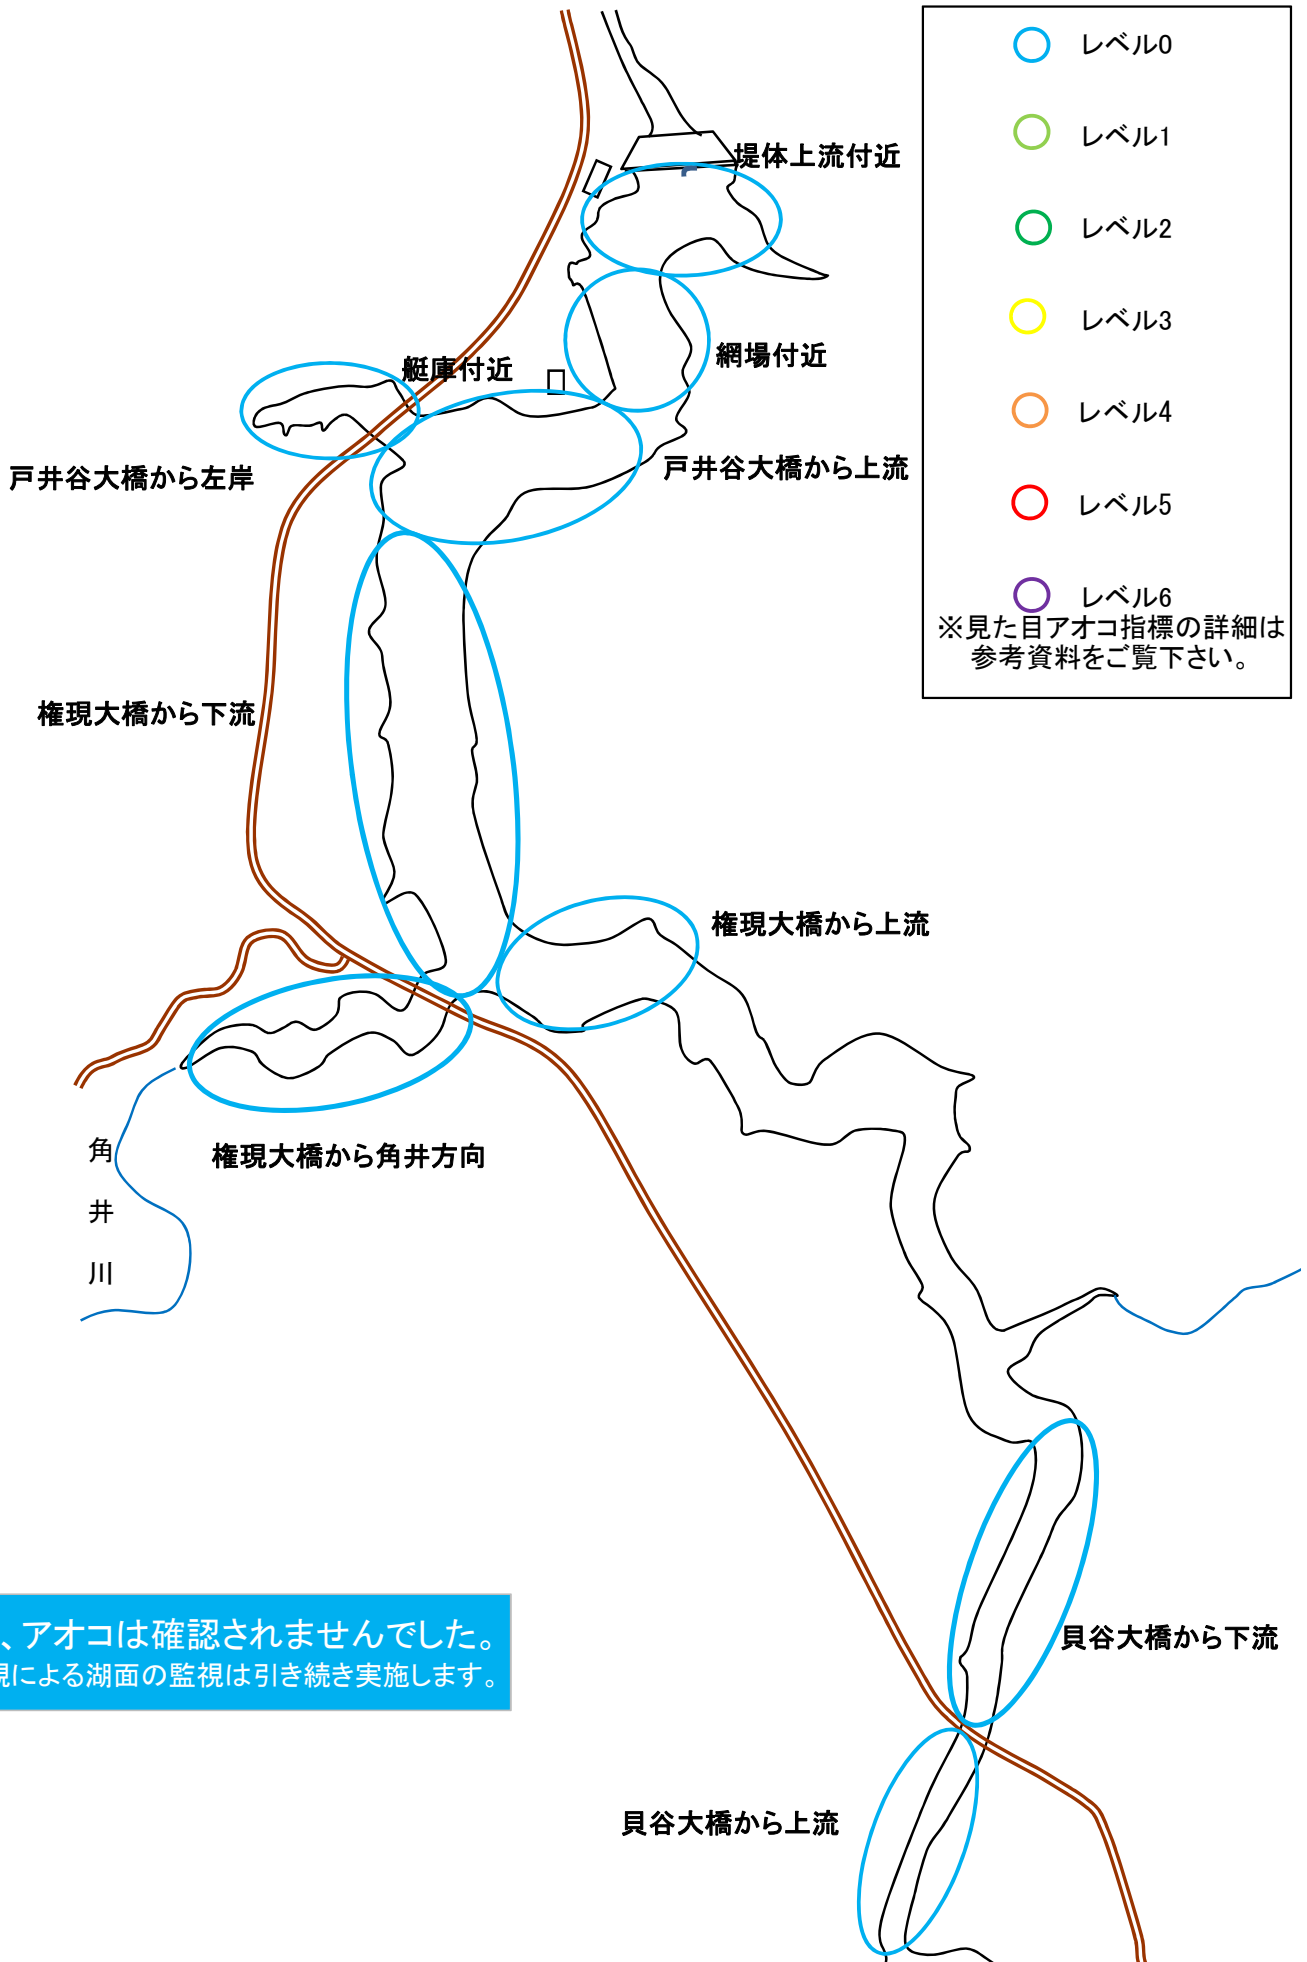 レベル0
レベル1
レベル2
レベル3
レベル4
レベル5
レベル6
※見た目アオコ指標の詳細は
参考資料をご覧下さい。
堤体上流付近
網場付近
艇庫付近
戸井谷大橋から左岸
戸井谷大橋から上流
権現大橋から下流
権現大橋から上流
権現大橋から角井方向
角
井
川
、アオコは確認されませんでした。
視による湖面の監視は引き続き実施します。
貝谷大橋から下流
貝谷大橋から上流